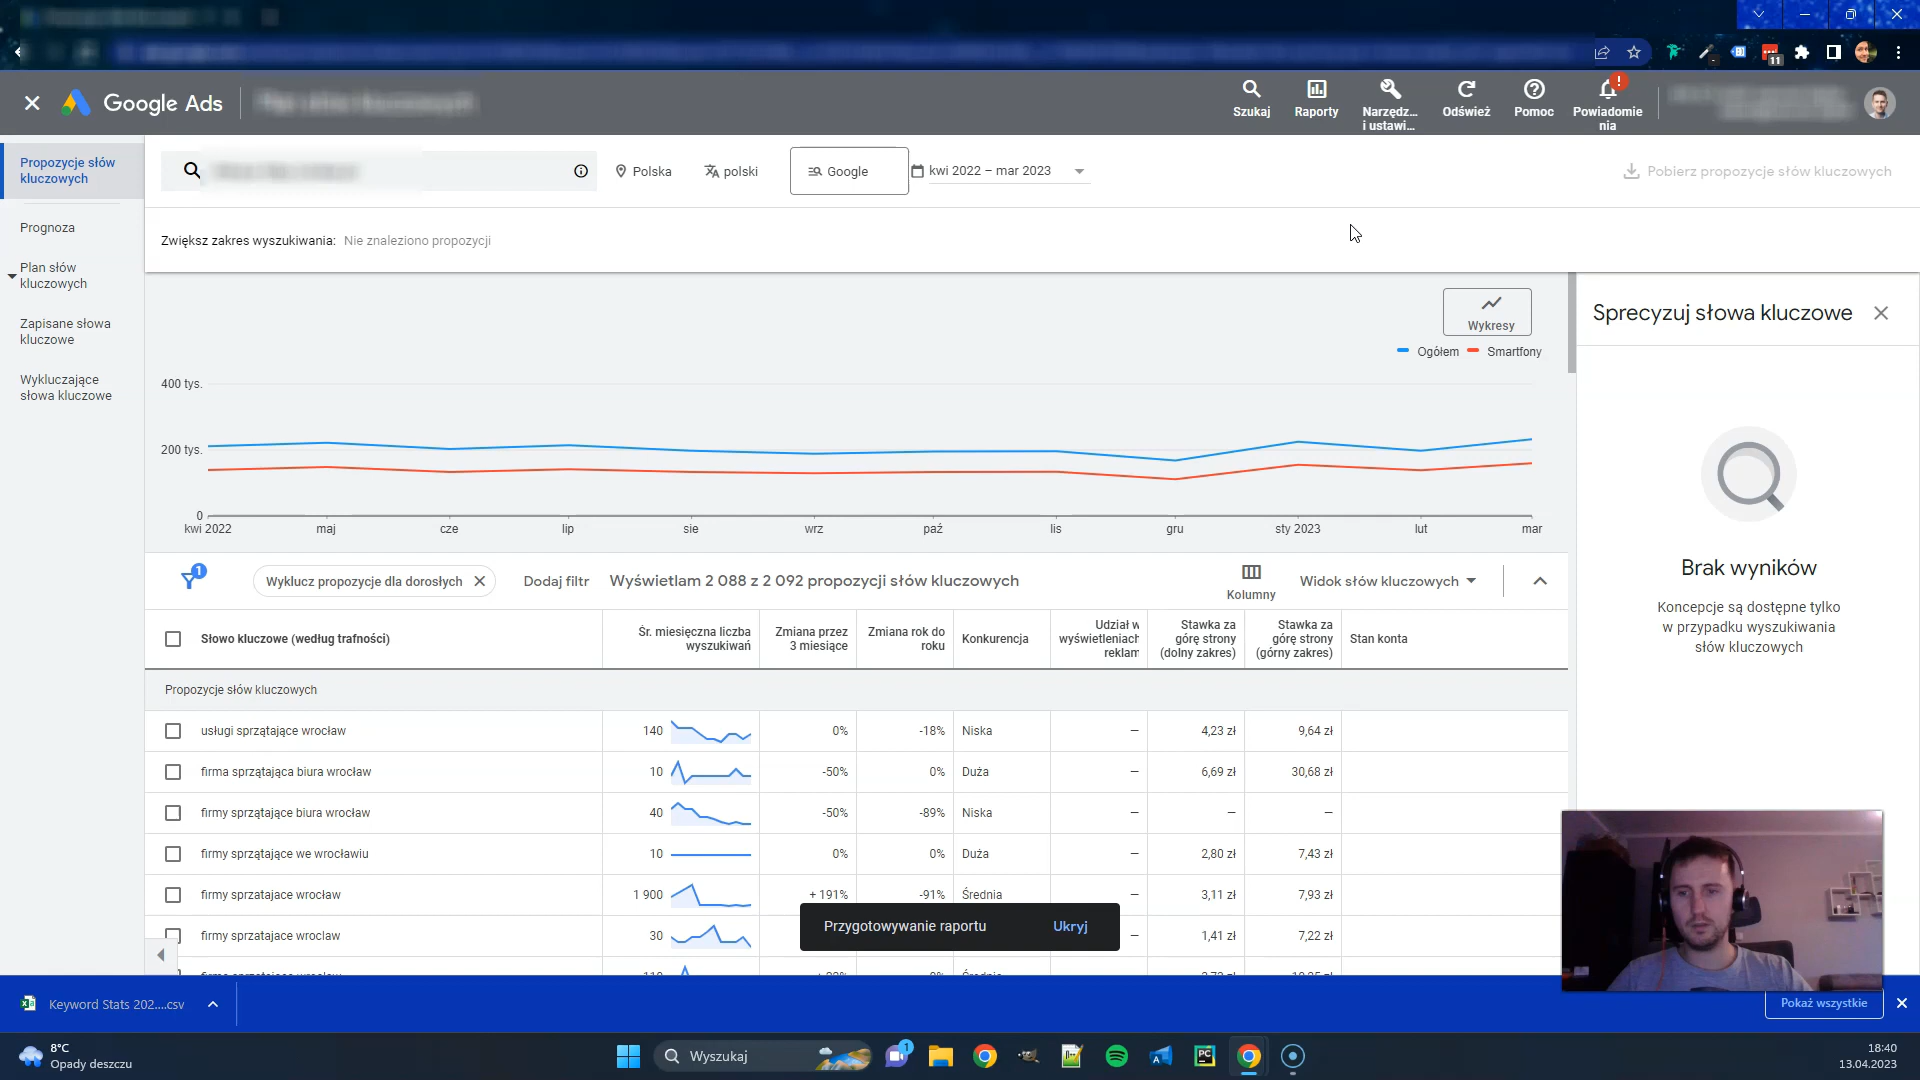 11
Google Ads
Szukaj
Raporty
Narzędz...
i ustawi...
Odśwież
Pomoc
Powiadome
nia
Propozycje słów
kluczowych
Prognoza
Plan słów
kluczowych
Zapisane słowa
kluczowe
Wykluczające
słowa kluczowe
Polska
polski
Google
kwi 2022 – mar 2023
Pobierz propozycje słów kluczowych
Zwiększ zakres wyszukiwania: Nie znaleziono propozycji
Wykresy
Ogółem Smartfony
400 tys.
200 tys.
0
kwi 2022 maj cze lip sie wrz paź lis gru sty 2023 lut mar
Sprecyzuj słowa kluczowe
Brak wyników
Koncepcje są dostępne tylko
w przypadku wyszukiwania
słów kluczowych
1
Wyklucz propozycje dla dorosłych
Dodaj filtr
Wyświetlam 2 088 z 2 092 propozycji słów kluczowych
Kolumny
Widok słów kluczowych
Słowo kluczowe (według trafności)
Śr. miesięczna liczba
wyszukiwań
Zmiana przez
3 miesiące
Zmiana rok do
roku
Konkurencja
Udział w
wyświetleniach
reklam
Stawka za
górę strony
(dolny zakres)
Stawka za
górę strony
(górny zakres)
Stan konta
Propozycje słów kluczowych
usługi sprzątające wrocław 140 0% -18% Niska – 4,23 zł 9,64 zł
firma sprzątająca biura wrocław 10 -50% 0% Duża – 6,69 zł 30,68 zł
firmy sprzątające biura wrocław 40 -50% -89% Niska – – –
firmy sprzątające we wrocławiu 10 0% 0% Duża – 2,80 zł 7,43 zł
firmy sprzatajace wrocław 1 900 + 191% -91% Średnia – 3,11 zł 7,93 zł
firmy sprzatajace wroclaw 30 – 1,41 zł 7,22 zł
Przygotowywanie raportu
Ukryj
Keyword Stats 202....csv
Pokaż wszystkie
8°C
Opady deszczu
Wyszukaj
1
PC
18:40
13.04.2023